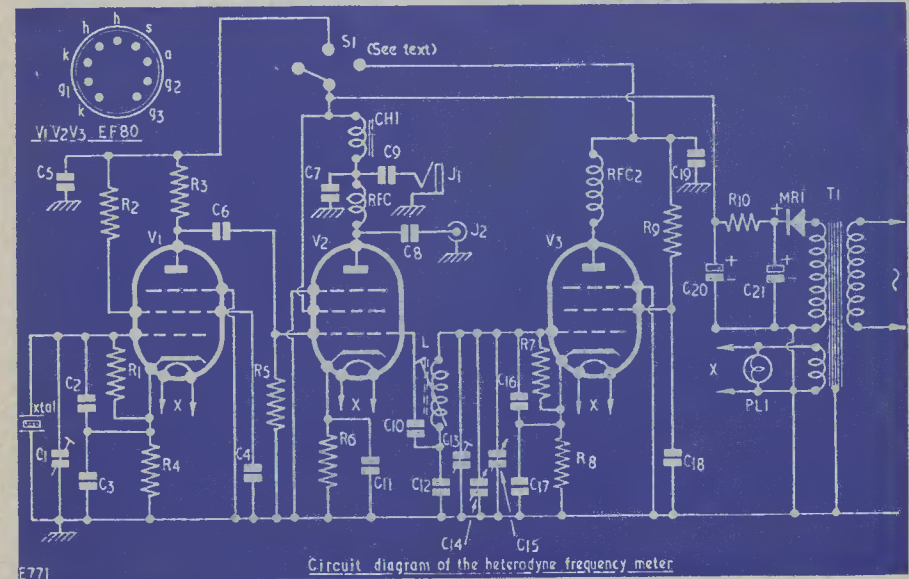 h h s
k a
g1 g2
k g3
V1 V2 V3 EF80
S1 (See text)
CH1
C5 R2 R3 C6 C7 C9 J1
RFC RFC2 C19
C8 J2
V1 V2 V3 R9
R10 MR1 T1
C20 C21
+ + +
- -
~
xtal C1 C2 C3 R1 R4 C4 R5
X X X X
R6 C11 C10 L C12 C13 C14 C15 C16 C17 R7 R8 C18
PL1
Circuit diagram of the heterodyne frequency meter
E771